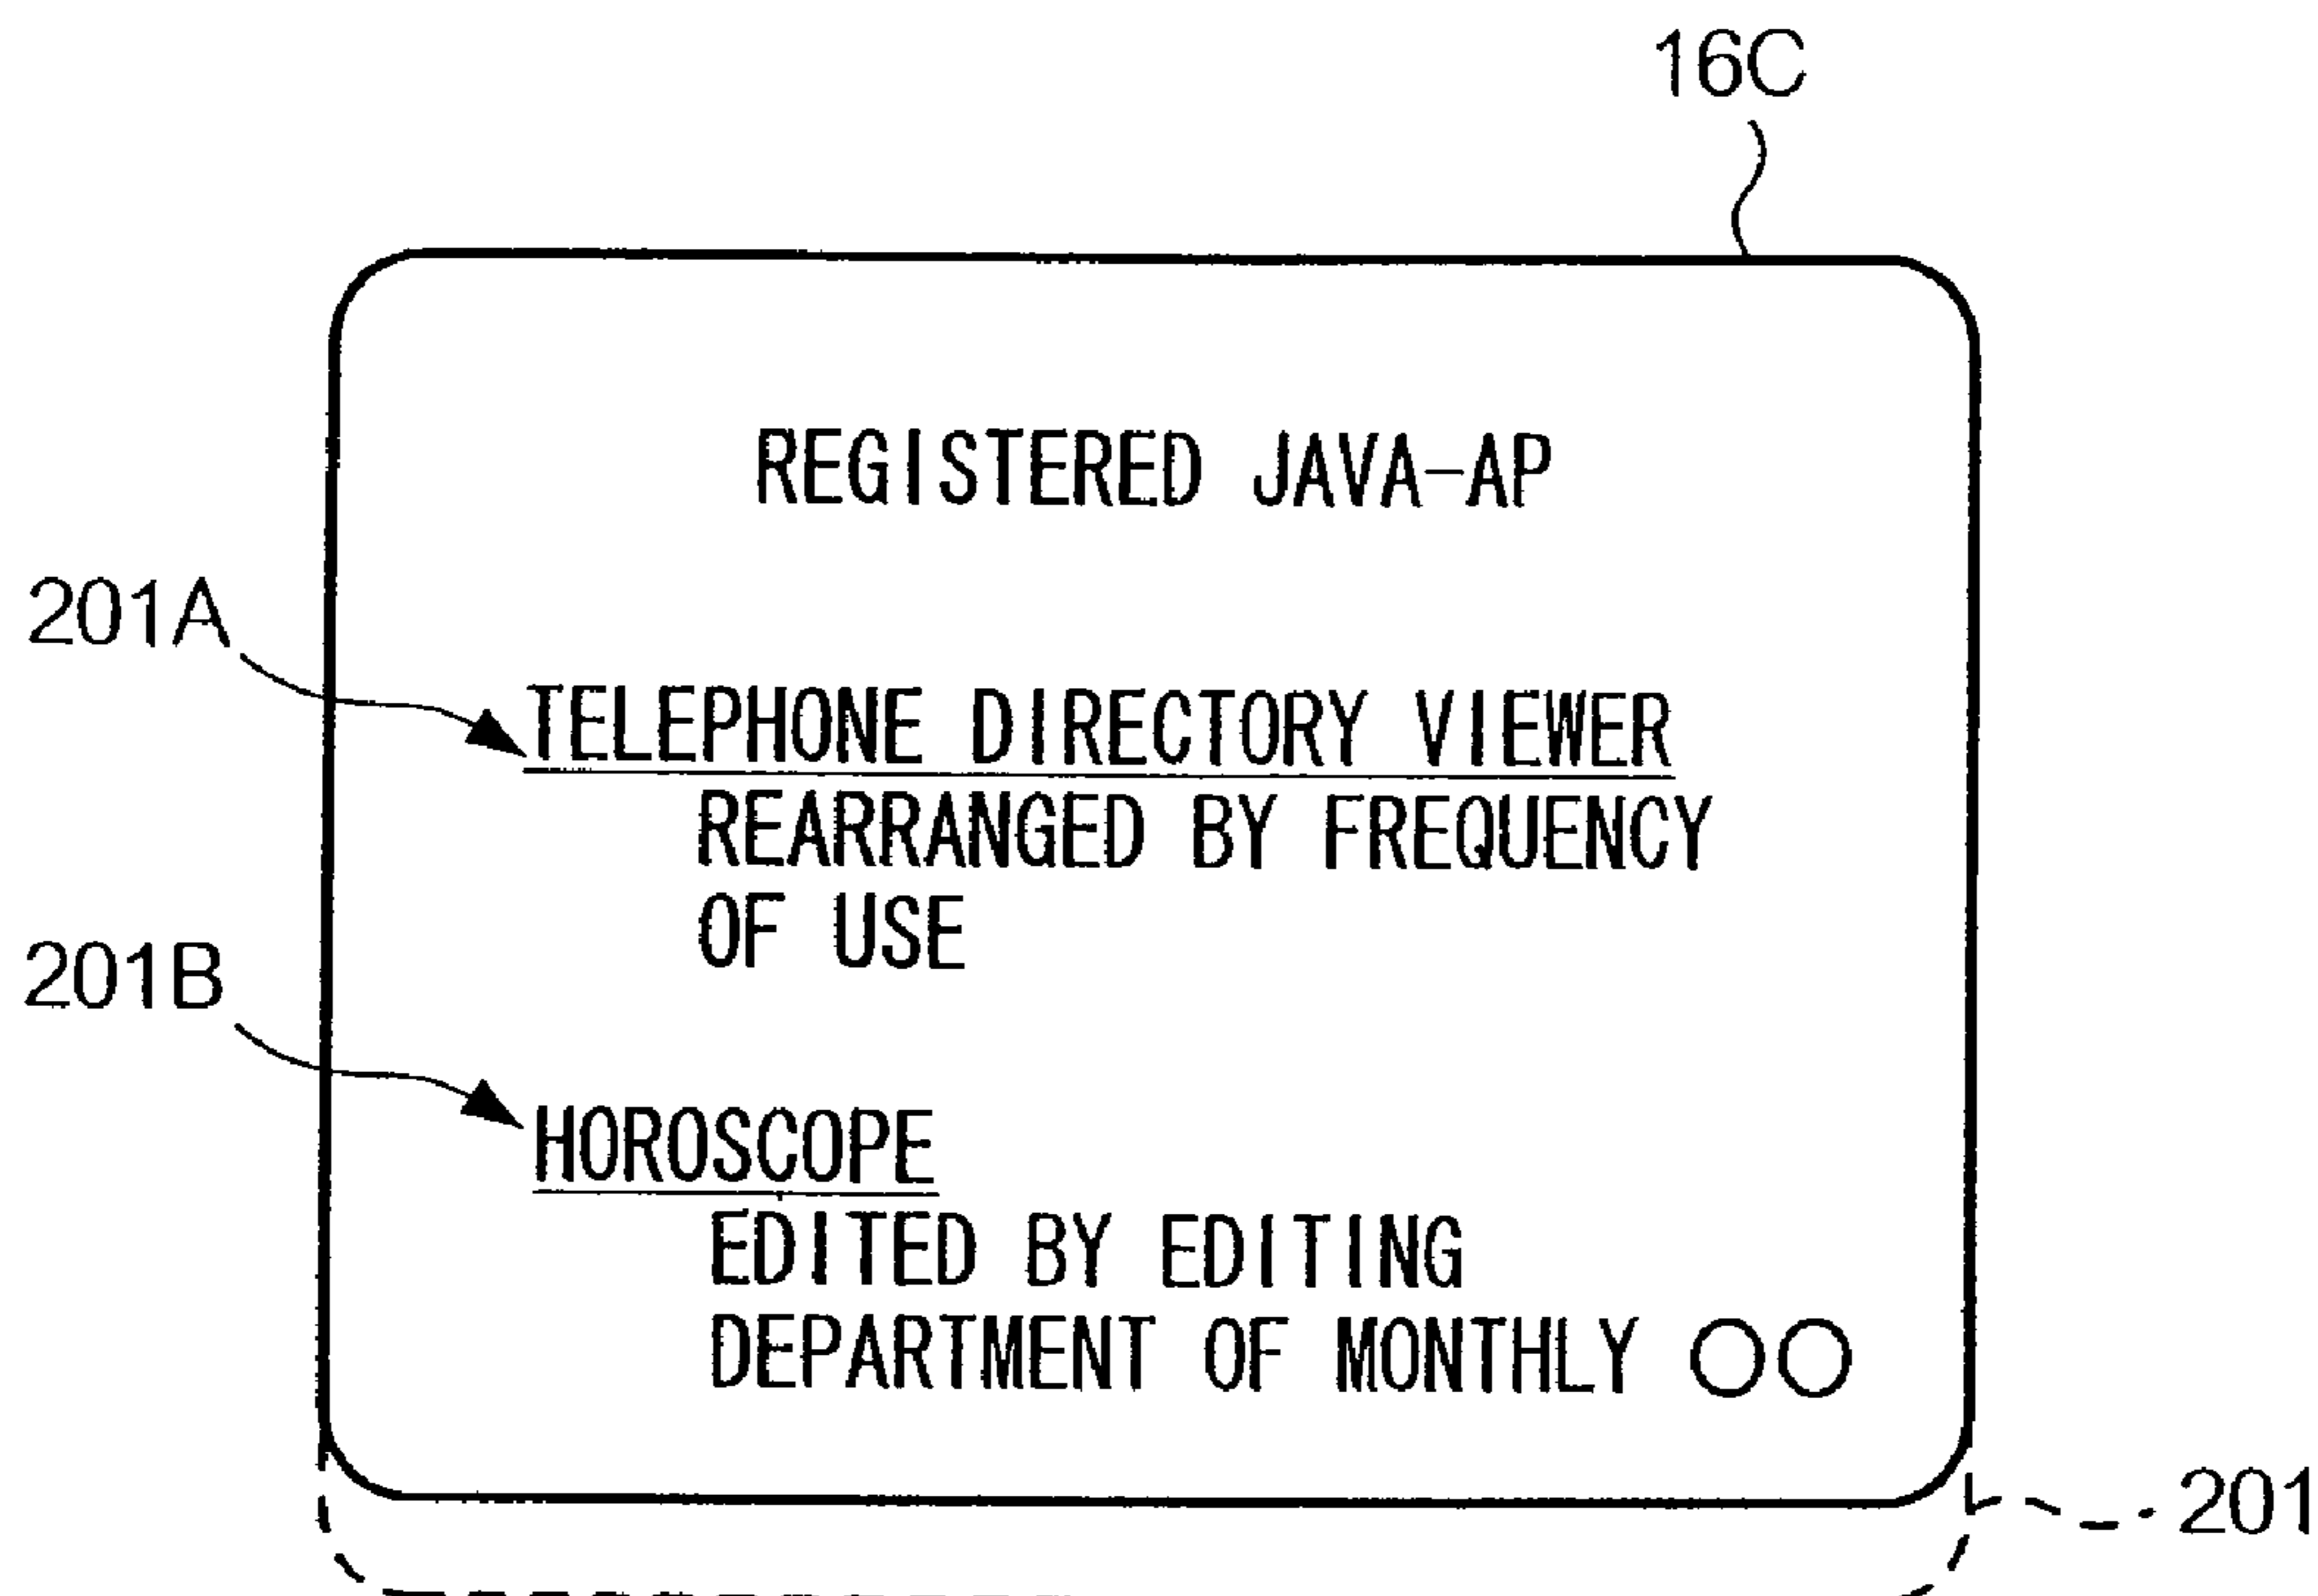 16C
REGISTERED JAVA-AP
201A
TELEPHONE DIRECTORY VIEWER
REARRANGED BY FREQUENCY
OF USE
201B
HOROSCOPE
EDITED BY EDITING
DEPARTMENT OF MONTHLY ○○
201